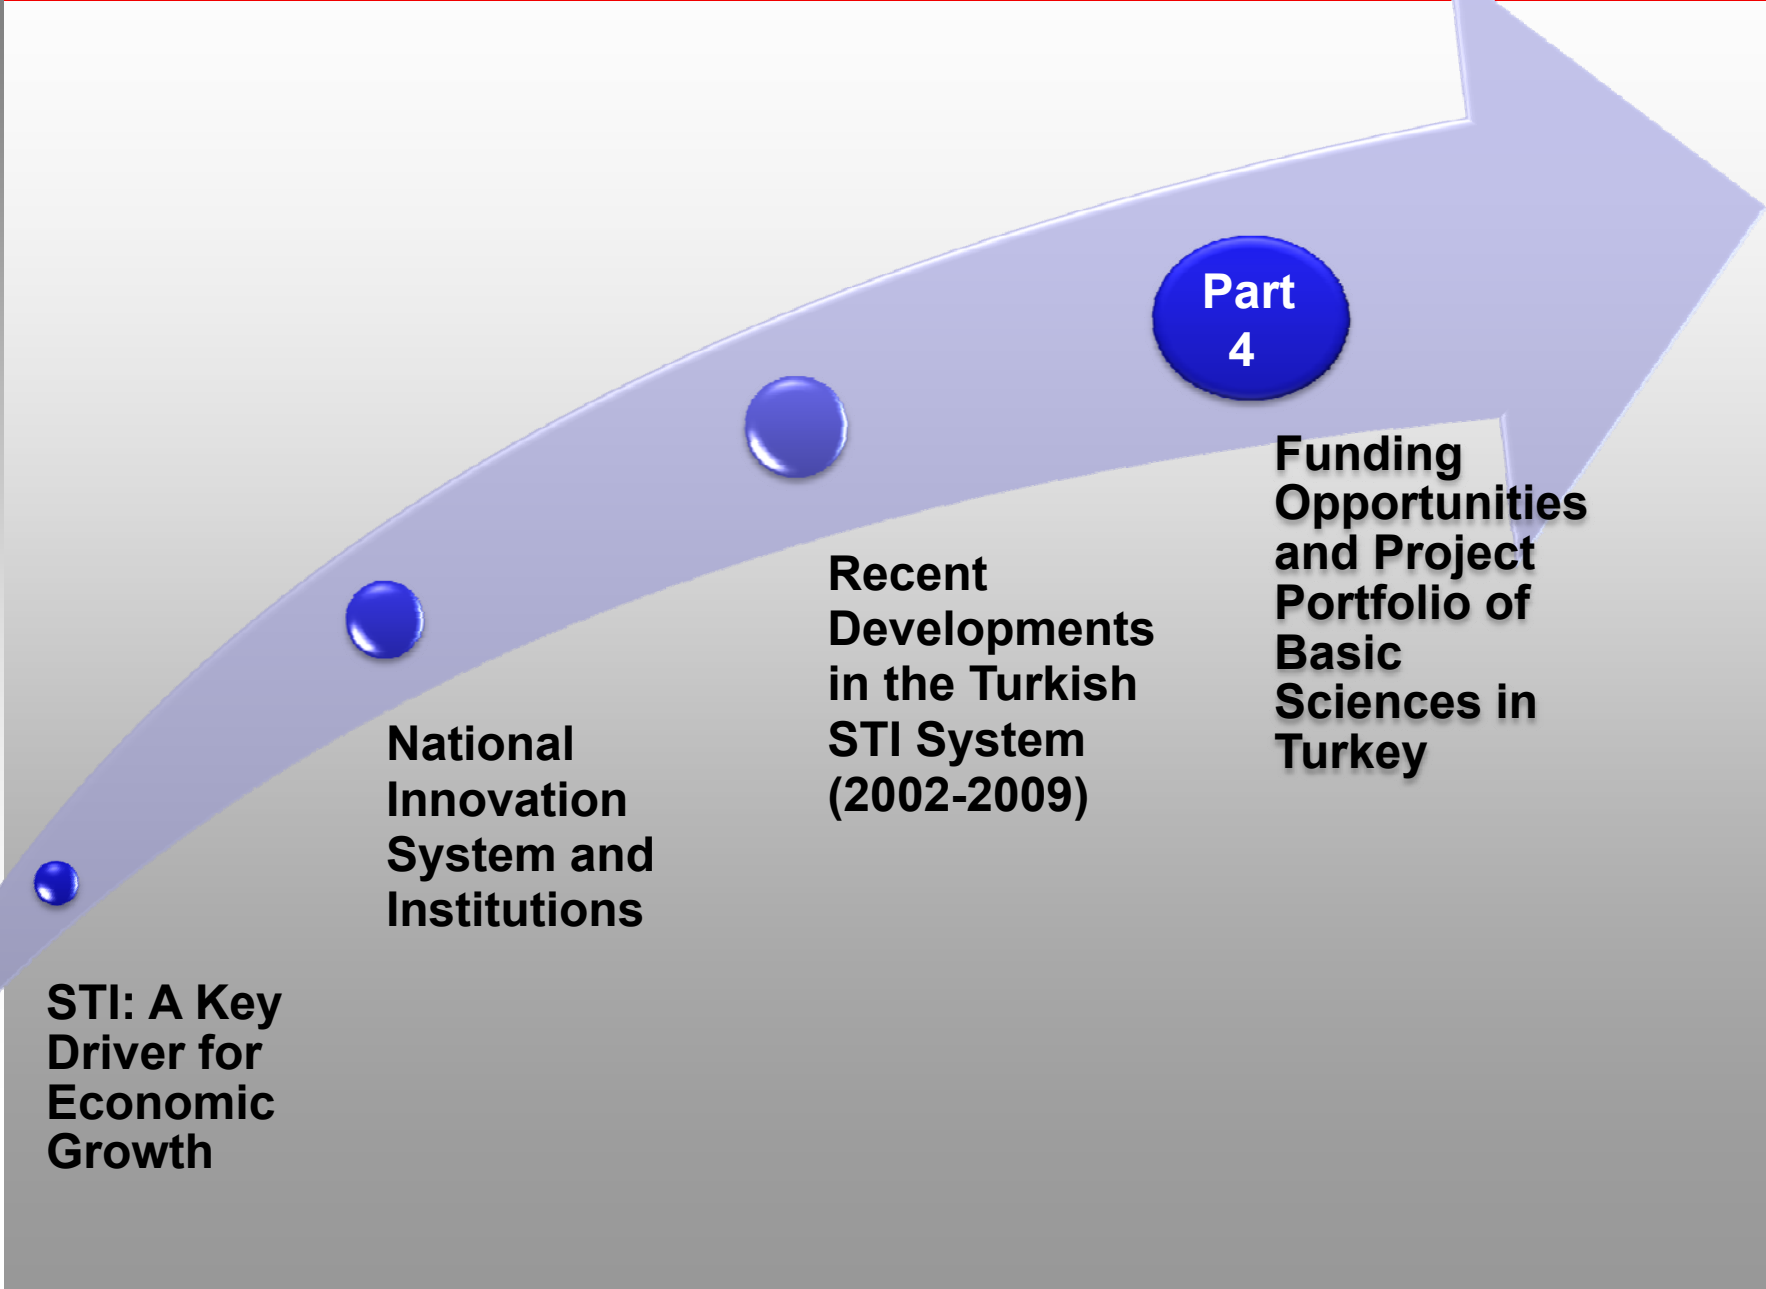 STI: A Key
Driver for
Economic
Growth
National
Innovation
System and
Institutions
Recent
Developments
in the Turkish
STI System
(2002-2009)
Part
4
Funding
Opportunities
and Project
Portfolio of
Basic
Sciences in
Turkey